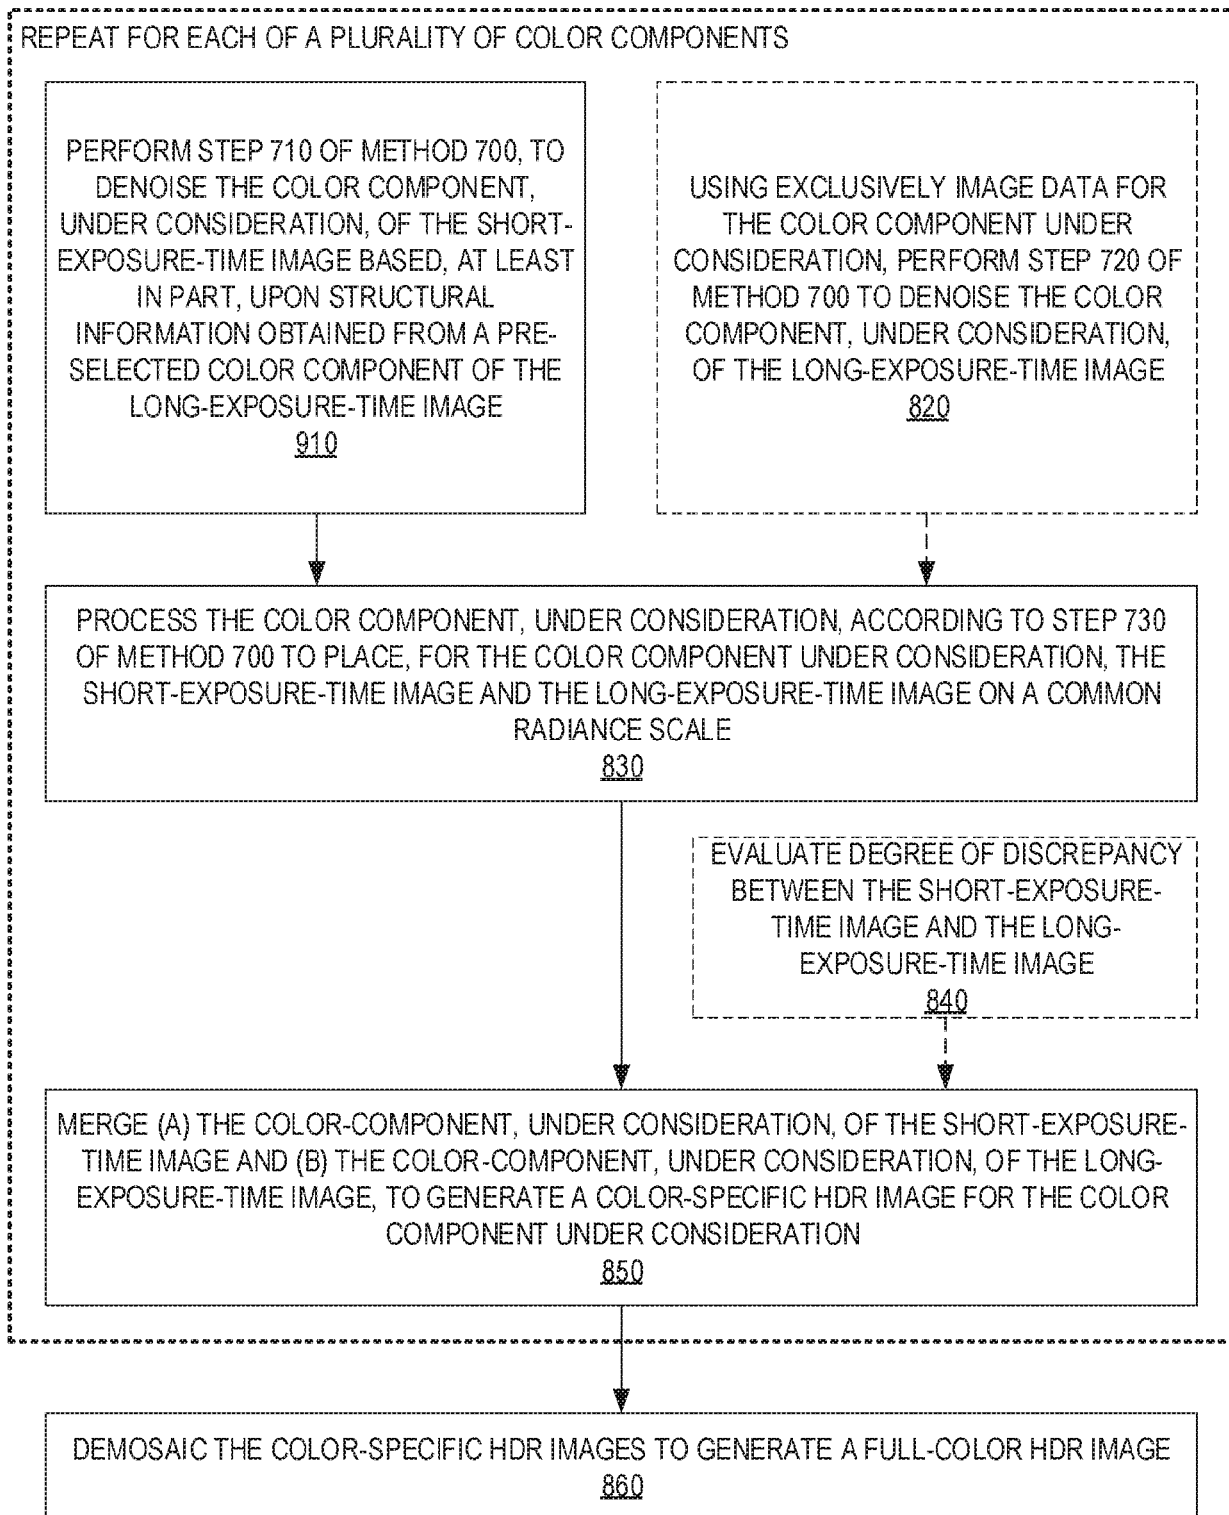 REPEAT FOR EACH OF A PLURALITY OF COLOR COMPONENTS
PERFORM STEP 710 OF METHOD 700, TO
DENOISE THE COLOR COMPONENT,
UNDER CONSIDERATION, OF THE SHORT-
EXPOSURE-TIME IMAGE BASED, AT LEAST
IN PART, UPON STRUCTURAL
INFORMATION OBTAINED FROM A PRE-
SELECTED COLOR COMPONENT OF THE
LONG-EXPOSURE-TIME IMAGE
910
USING EXCLUSIVELY IMAGE DATA FOR
THE COLOR COMPONENT UNDER
CONSIDERATION, PERFORM STEP 720 OF
METHOD 700 TO DENOISE THE COLOR
COMPONENT, UNDER CONSIDERATION,
OF THE LONG-EXPOSURE-TIME IMAGE
820
PROCESS THE COLOR COMPONENT, UNDER CONSIDERATION, ACCORDING TO STEP 730
OF METHOD 700 TO PLACE, FOR THE COLOR COMPONENT UNDER CONSIDERATION, THE
SHORT-EXPOSURE-TIME IMAGE AND THE LONG-EXPOSURE-TIME IMAGE ON A COMMON
RADIANCE SCALE
830
EVALUATE DEGREE OF DISCREPANCY
BETWEEN THE SHORT-EXPOSURE-
TIME IMAGE AND THE LONG-
EXPOSURE-TIME IMAGE
840
MERGE (A) THE COLOR-COMPONENT, UNDER CONSIDERATION, OF THE SHORT-EXPOSURE-
TIME IMAGE AND (B) THE COLOR-COMPONENT, UNDER CONSIDERATION, OF THE LONG-
EXPOSURE-TIME IMAGE, TO GENERATE A COLOR-SPECIFIC HDR IMAGE FOR THE COLOR
COMPONENT UNDER CONSIDERATION
850
DEMOSAIC THE COLOR-SPECIFIC HDR IMAGES TO GENERATE A FULL-COLOR HDR IMAGE
860